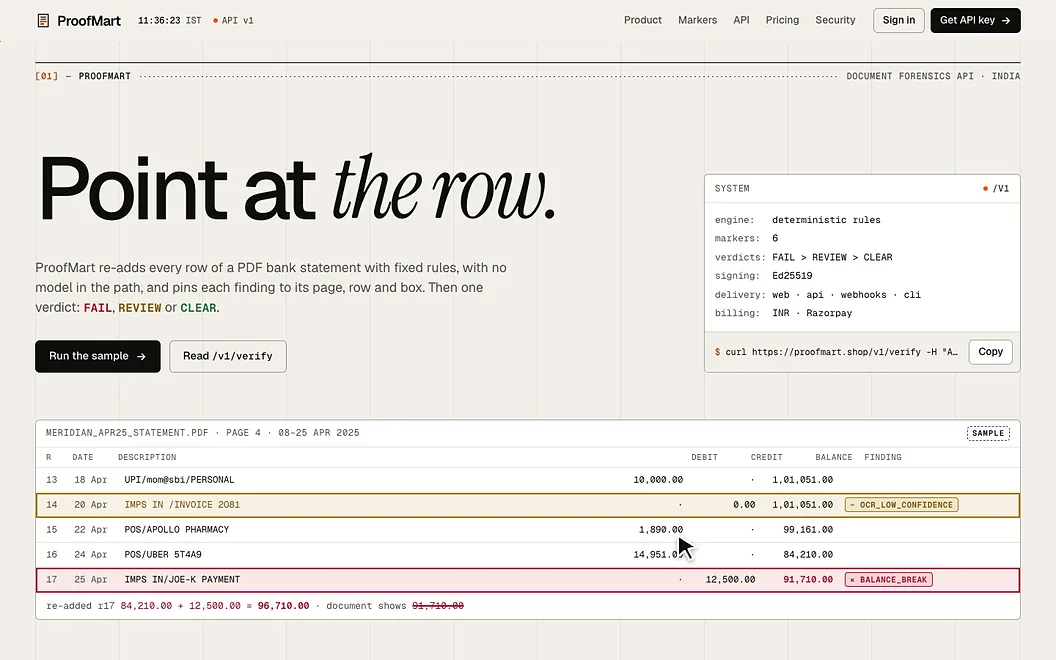 ProofMart 11:36:23 IST API v1 Product Markers API Pricing Security Sign in Get API key →
[01] — PROOFMART DOCUMENT FORENSICS API · INDIA
Point at the row.
ProofMart re-adds every row of a PDF bank statement with fixed rules, with no
model in the path, and pins each finding to its page, row and box. Then one
verdict: FAIL, REVIEW or CLEAR.
Run the sample → Read /v1/verify
SYSTEM /V1
engine: deterministic rules
markers: 6
verdicts: FAIL > REVIEW > CLEAR
signing: Ed25519
delivery: web · api · webhooks · cli
billing: INR · Razorpay
$ curl https://proofmart.shop/v1/verify -H "A… Copy
MERIDIAN_APR25_STATEMENT.PDF · PAGE 4 · 08–25 APR 2025 SAMPLE
R DATE DESCRIPTION DEBIT CREDIT BALANCE FINDING
13 18 Apr UPI/mom@sbi/PERSONAL 10,000.00 · 1,01,051.00
14 20 Apr IMPS IN /INVOICE 2081 · 0.00 1,01,051.00 ~ OCR_LOW_CONFIDENCE
15 22 Apr POS/APOLLO PHARMACY 1,890.00 · 99,161.00
16 24 Apr POS/UBER 5T4A9 · 84,210.00
17 25 Apr IMPS IN/JOE-K PAYMENT · 12,500.00 91,710.00 × BALANCE_BREAK
re-added r17 84,210.00 + 12,500.00 = 96,710.00 · document shows 91,710.00